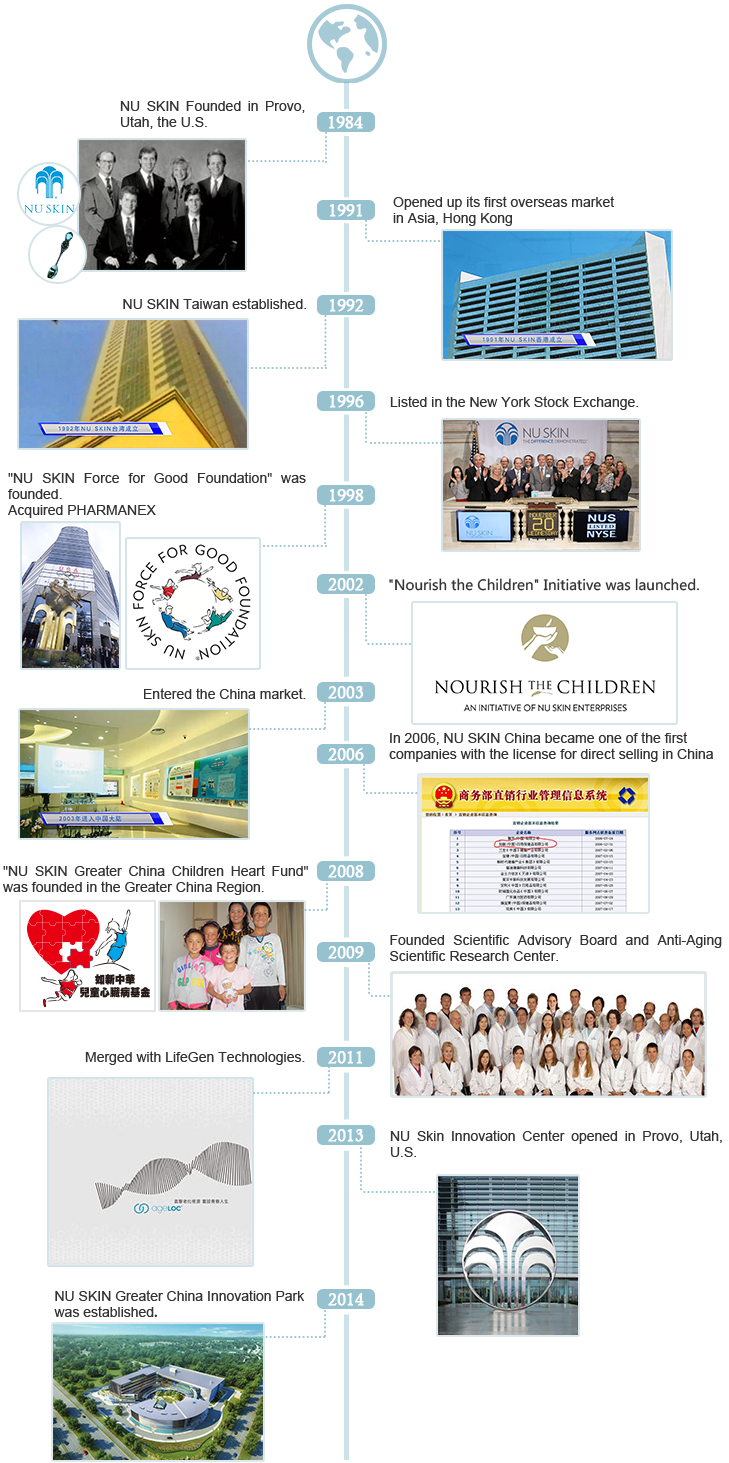 NU SKIN Founded in Provo,
Utah, the U.S.
1984
NU SKIN
1991
Opened up its first overseas market
in Asia, Hong Kong
1991年NU SKIN香港成立
NU SKIN Taiwan established.
1992
1992年NU SKIN台湾成立
1996
Listed in the New York Stock Exchange.
NU SKIN
THE DIFFERENCE. DEMONSTRATED.
NU SKIN
NOVEMBER
20
WEDNESDAY
NUS
LISTED
NYSE
"NU SKIN Force for Good Foundation" was
founded.
Acquired PHARMANEX
1998
USA
NU SKIN FORCE FOR GOOD FOUNDATION
2002
"Nourish the Children" Initiative was launched.
NOURISH THE CHILDREN
AN INITIATIVE OF NU SKIN ENTERPRISES
Entered the China market.
2003
2003年进入中国大陆
2006
In 2006, NU SKIN China became one of the first
companies with the license for direct selling in China
商务部直销行业管理信息系统
"NU SKIN Greater China Children Heart Fund"
was founded in the Greater China Region.
2008
如新中華
兒童心臟病基金
2009
Founded Scientific Advisory Board and Anti-Aging
Scientific Research Center.
Merged with LifeGen Technologies.
2011
ageLOC
2013
NU Skin Innovation Center opened in Provo, Utah,
U.S.
NU SKIN Greater China Innovation Park
was established.
2014